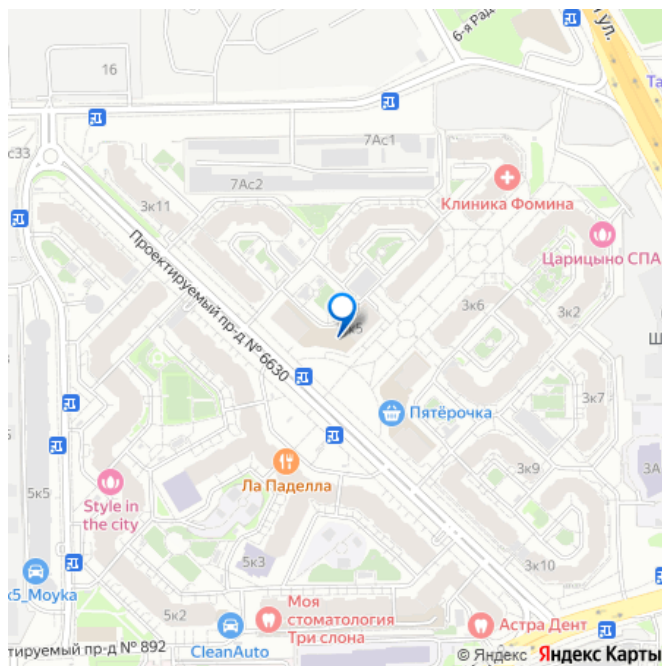 6-я Рад
ул.
Та
16
7Ас1
с33
7Ас2
Клиника Фомина
3к11
Царицыно СПА
Проектируемый пр-д № 6630
3к6
3к2
к5
Ш
3к7
Пятёрочка
3к9
3А
Ла Паделла
5к5
Style in
the city
5к3
3к10
к5_Moyka
5к2
Моя
стоматология
Три слона
Астра Дент
CleanAuto
тируемый пр-д № 892
© Яндекс Яндекс Карты